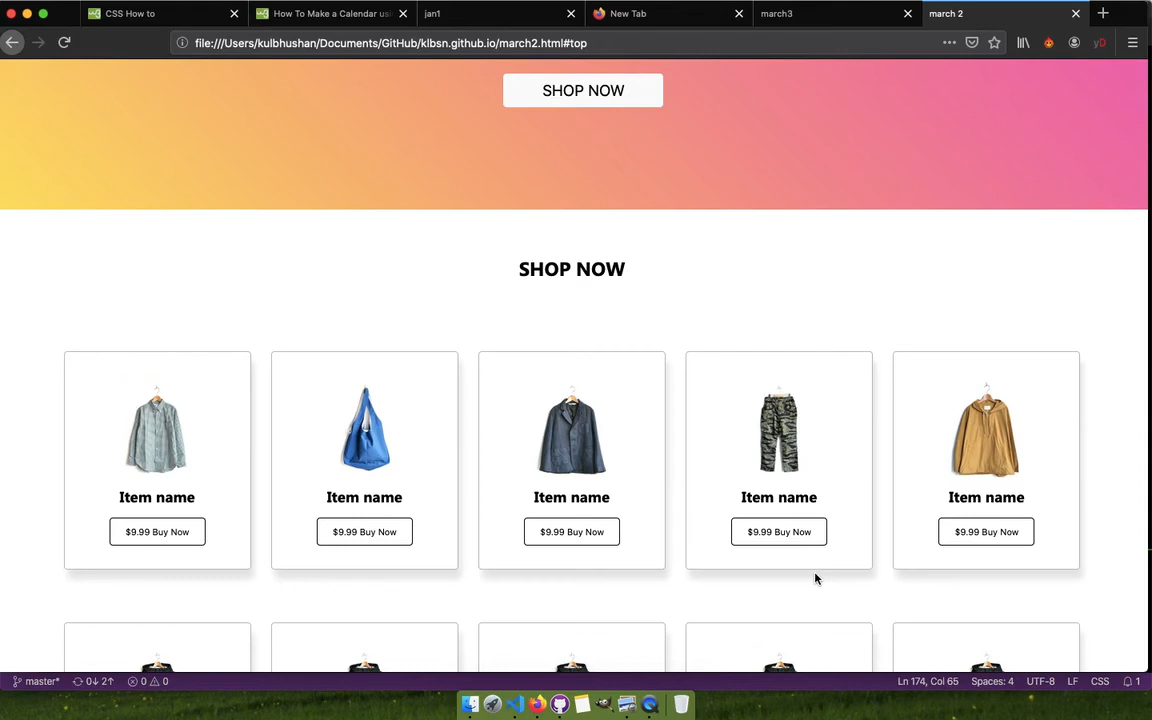 CSS How to
How To Make a Calendar usi
jan1
New Tab
march3
march 2
file:///Users/kulbhushan/Documents/GitHub/klbsn.github.io/march2.html#top
yD
SHOP NOW
SHOP NOW
Item name
$9.99 Buy Now
Item name
$9.99 Buy Now
Item name
$9.99 Buy Now
Item name
$9.99 Buy Now
Item name
$9.99 Buy Now
master* 0↓ 2↑ 0 0
Ln 174, Col 65 Spaces: 4 UTF-8 LF CSS 1